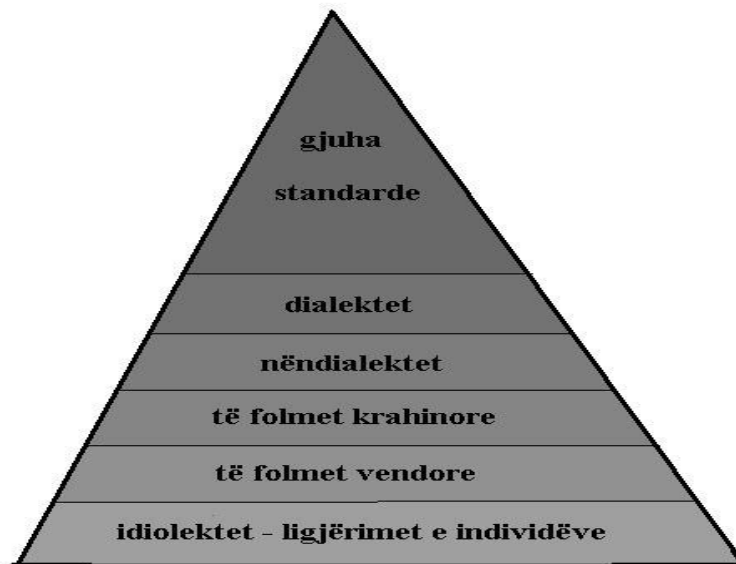 gjuha
standarde
dialektet
nëndialektet
të folmet krahinore
të folmet vendore
idiolektet - ligjërimet e individëve